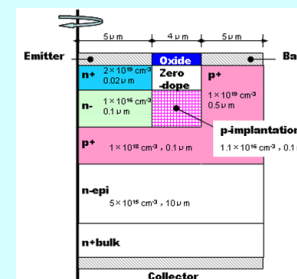 5μm 4μm 5μm
Emitter Oxide Ba
n+ 2×10¹⁹ cm⁻³ Zero p+
0.02μm -dope
n- 1×10¹⁶ cm⁻³ 1×10¹⁹ cm⁻³
0.1μm 0.5μm
p-implantation
p+ 1×10¹⁸ cm⁻³ , 0.1μm 1.1×10¹⁶ cm⁻³ , 0.1
n-epi
5×10¹⁵ cm⁻³ , 10μm
n+bulk
Collector